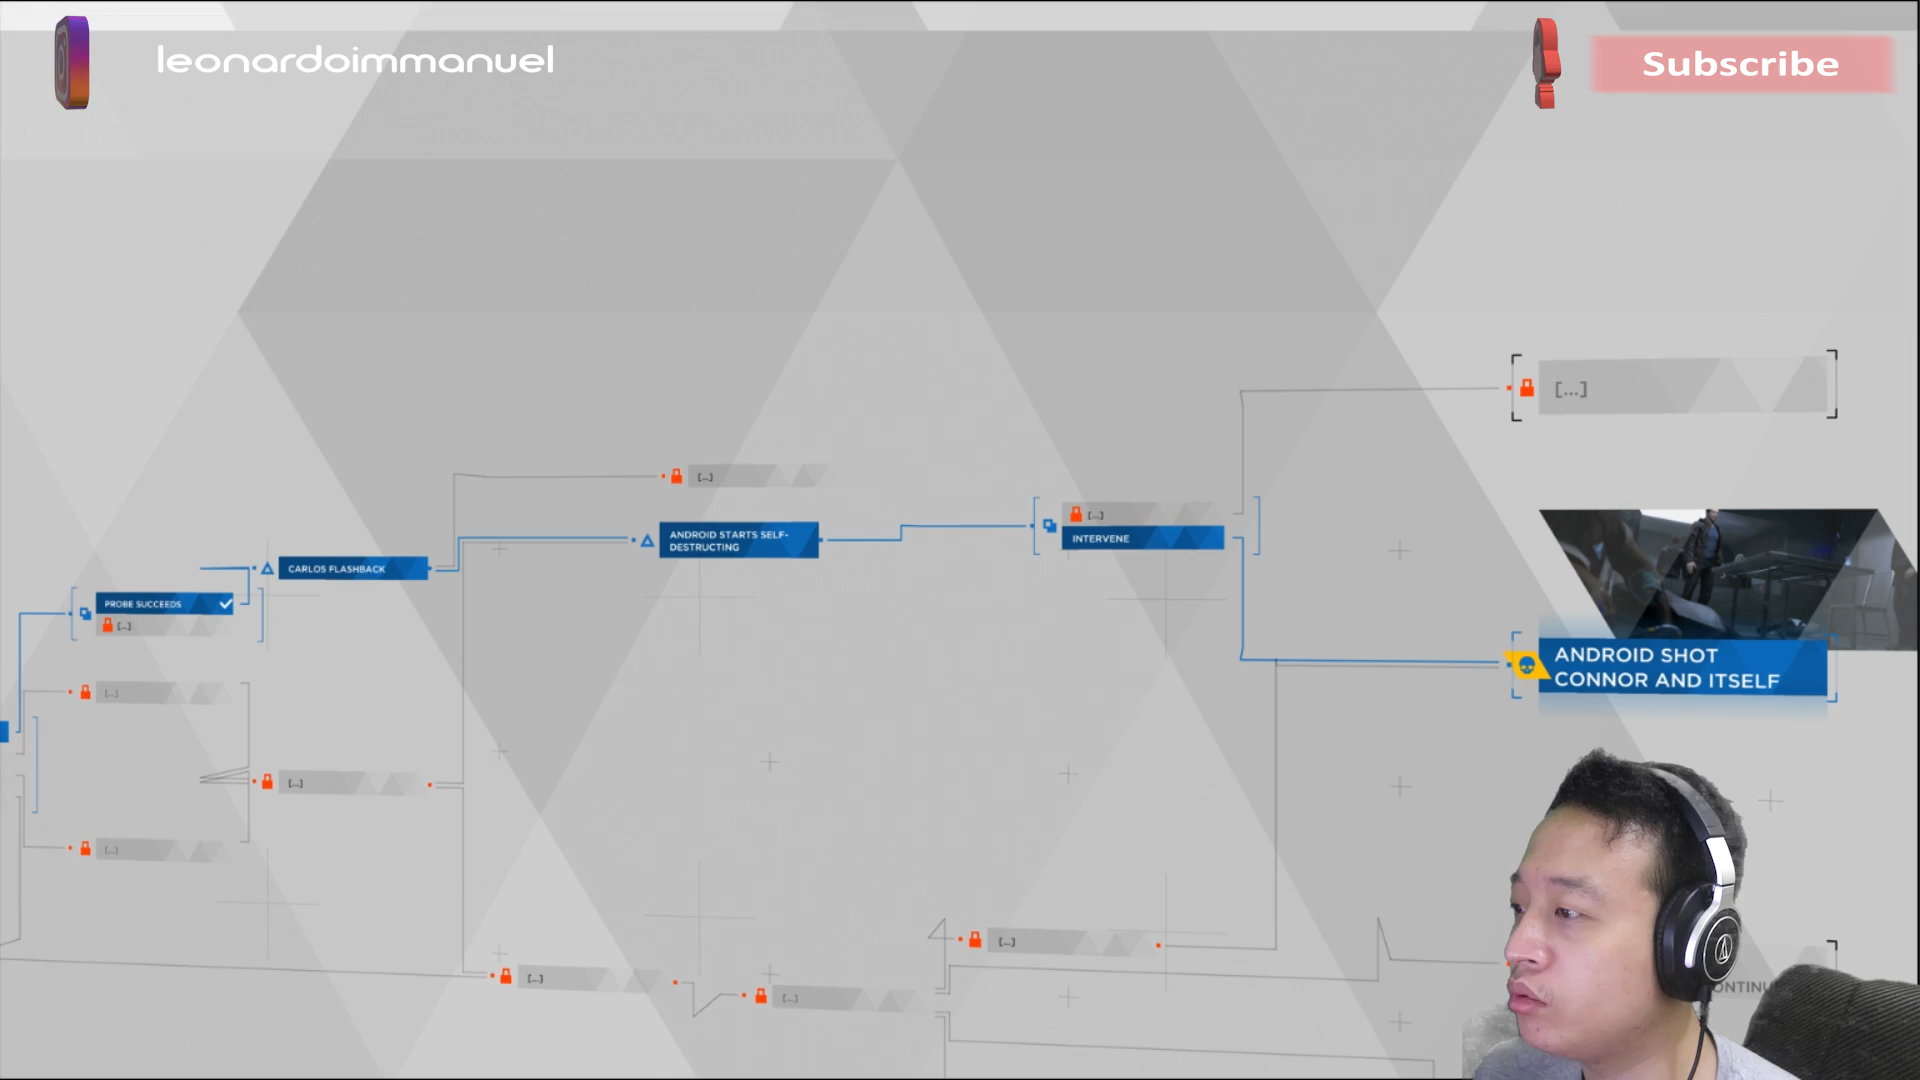 leonardoimmanuel
Subscribe
[...]
[...]
[...]
ANDROID STARTS SELF-
DESTRUCTING
INTERVENE
CARLOS FLASHBACK
PROBE SUCCEEDS
[...]
ANDROID SHOT
CONNOR AND ITSELF
[...]
[...]
[...]
[...]
[...]
[...]